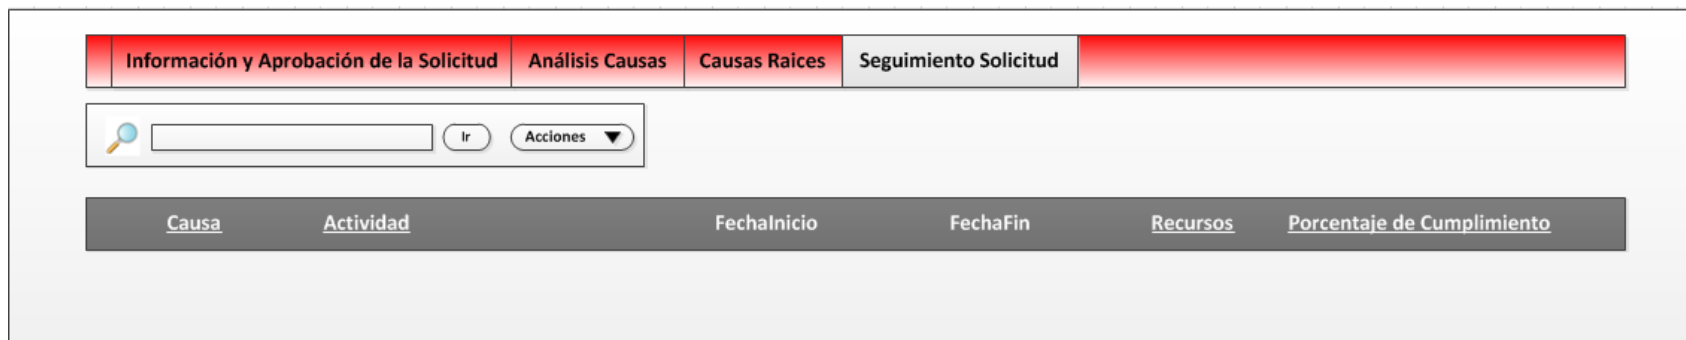 Información y Aprobación de la Solicitud Análisis Causas Causas Raices Seguimiento Solicitud
Ir Acciones
Causa Actividad FechaInicio FechaFin Recursos Porcentaje de Cumplimiento